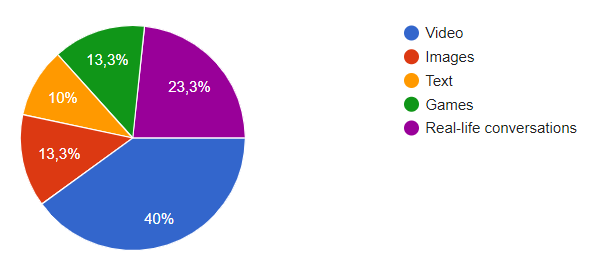 Video
Images
Text
Games
Real-life conversations
13,3%
23,3%
10%
13,3%
40%